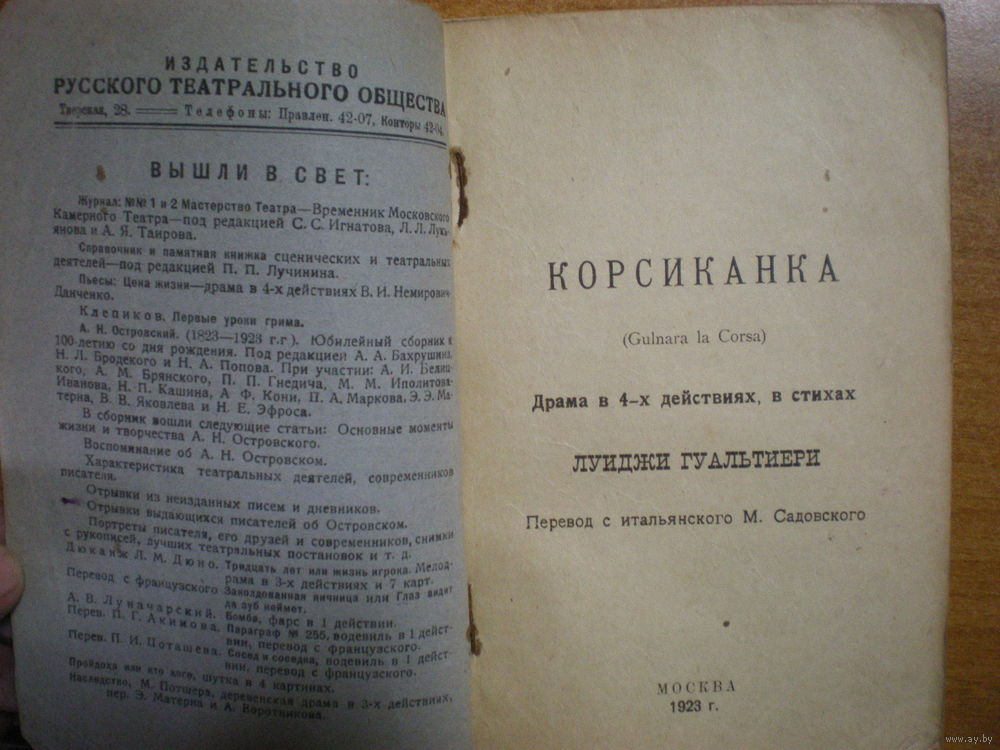 ИЗДАТЕЛЬСТВО
РУССКОГО ТЕАТРАЛЬНОГО ОБЩЕСТВА
Тверская, 28. Телефоны: Правлен. 42-07, Конторы 42-04.
ВЫШЛИ В СВЕТ:
Журнал: №№ 1 и 2 Мастерство Театра—Временник Московского
Камерного Театра—под редакцией С. С. Игнатова, Л. Л. Лукь-
янова и А. Я. Таирова.
Справочник и памятная книжка сценических и театральных
деятелей—под редакцией П. П. Лучинина.
Пьесы: Цена жизни—драма в 4-х действиях В. И. Немирович-
Данченко.
Клепиков. Первые уроки грима.
А. Н. Островский. (1823—1923 г.г.). Юбилейный сборник к
100-летию со дня рождения. Под редакцией А. А. Бахрушина,
Н. Л. Бродского и Н. А. Попова. При участии: А. И. Белец-
кого, А. М. Брянского, П. П. Гнедича, М. М. Иполитова-
Иванова, Н. П. Кашина, А. Ф. Кони, П. А. Маркова, Э. Э. Ма-
терна, В. В. Яковлева и Н. Е. Эфроса.
В сборник вошли следующие статьи: Основные моменты
жизни и творчества А. Н. Островского.
Воспоминание об А. Н. Островском.
Характеристика театральных деятелей, современников
писателя.
Отрывки из неизданных писем и дневников.
Отрывки выдающихся писателей об Островском.
Портреты писателя, его друзей и современников, снимки
с рукописей, лучших театральных постановок и т. д.
Дюканж Л. М. Дюно. Тридцать лет или жизнь игрока. Мелод-
рама в 3-х действиях и 7 карт.
Перевод с французского Заколдованная яичница или Глаз видит
да зуб неймет.
А. В. Луначарский. Бомба, фарс в 1 действии.
Перев. П. Г. Акимова. Параграф № 255, водевиль в 1 дейст-
вии, перевод с французского.
Перев. П. И. Поташева. Сосед и соседка, водевиль в 1 дейст-
вии, перевод с французского.
Пройдоха или кто кого, шутка в 4 картинах.
Наследство, М. Потшера, деревенская драма в 3-х действиях,
пер. Э. Матерна и А. Воротникова.
КОРСИКАНКА
(Gulnara la Corsa)
Драма в 4-х действиях, в стихах
ЛУИДЖИ ГУАЛЬТИЕРИ
Перевод с итальянского М. Садовского
МОСКВА
1923 г.
www.ay.by